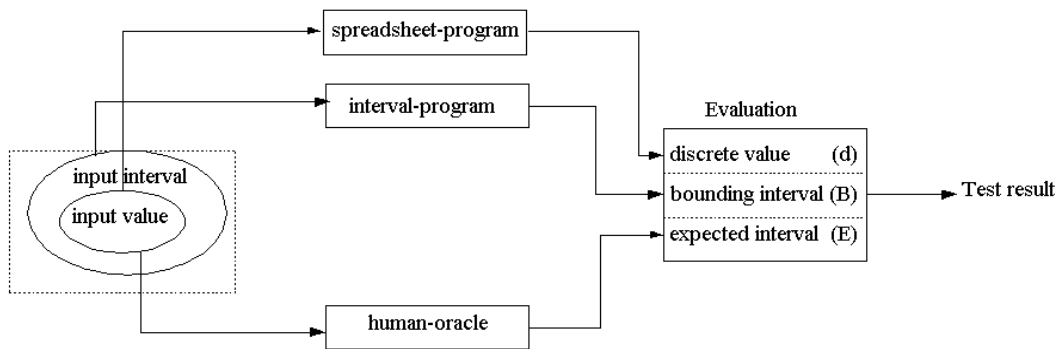 spreadsheet-program
interval-program
Evaluation
input interval
input value
discrete value (d)
bounding interval (B)
expected interval (E)
Test result
human-oracle